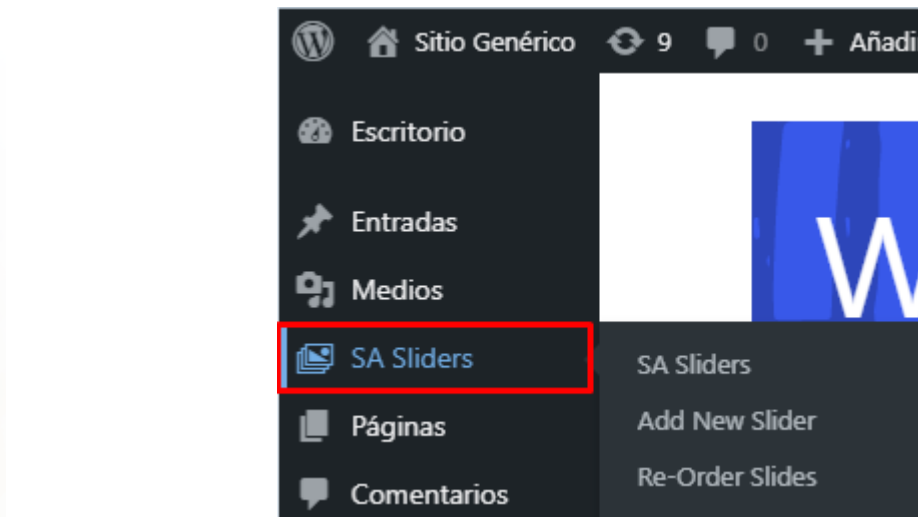 Sitio Genérico 9 0 + Añadi
Escritorio
Entradas
W
Medios
SA Sliders
SA Sliders
Add New Slider
Páginas
Re-Order Slides
Comentarios